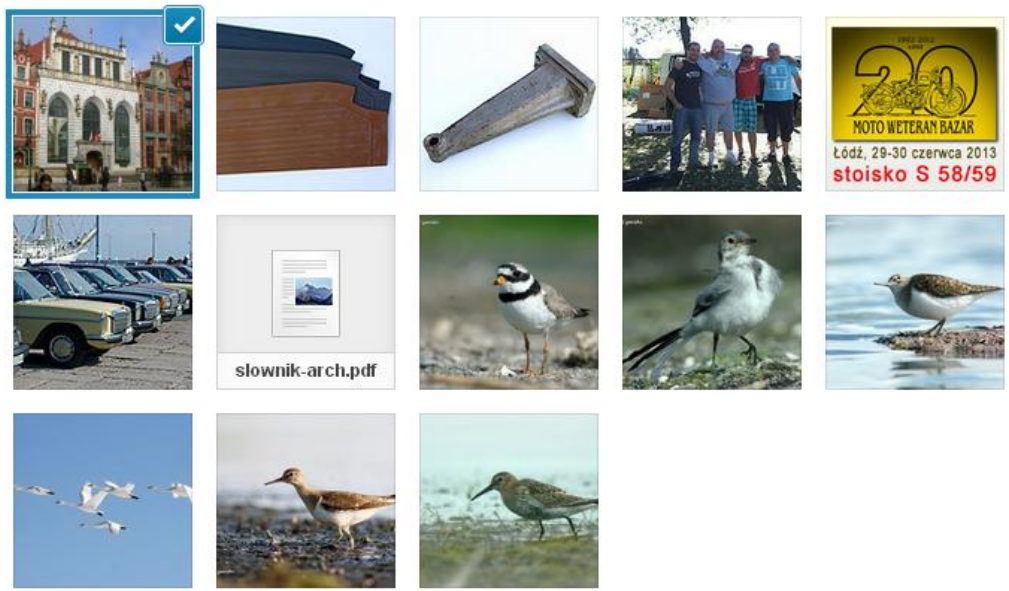 20
MOTO WETERAN BAZAR
Łódź, 29-30 czerwca 2013
stoisko S 58/59
slownik-arch.pdf